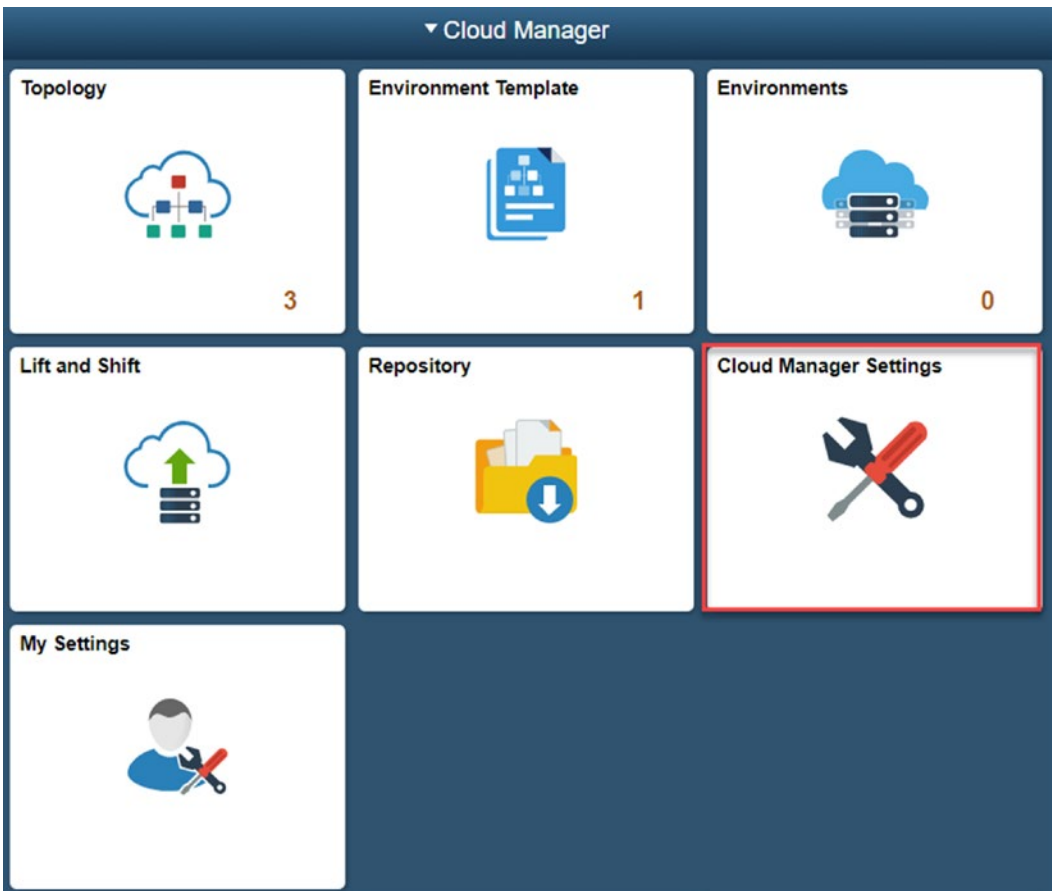 Cloud Manager
Topology
3
Environment Template
1
Environments
0
Lift and Shift
Repository
Cloud Manager Settings
My Settings